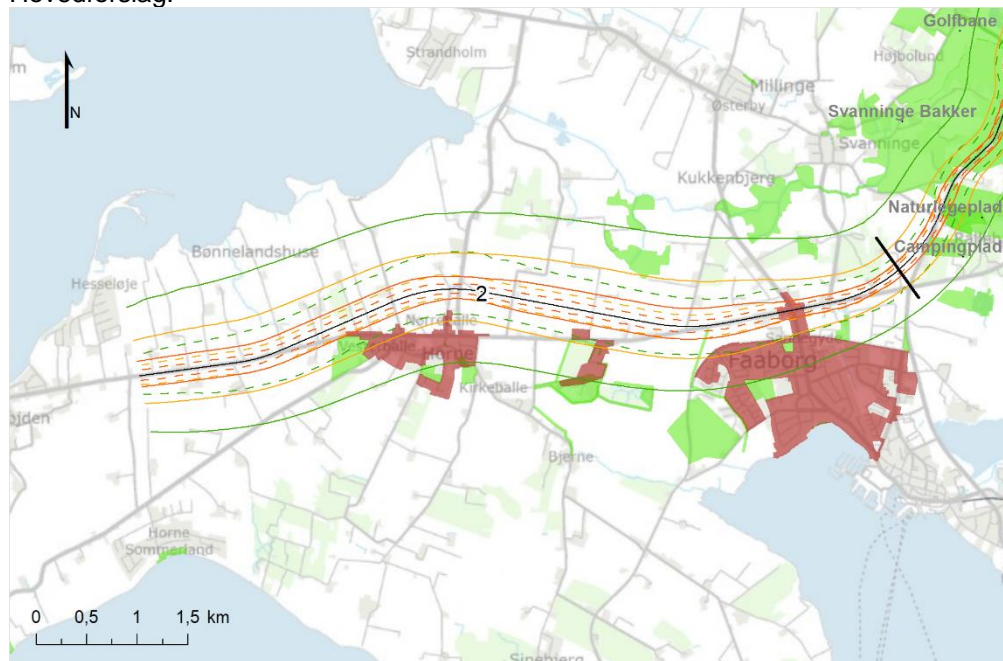 Hovedforslag:
Golfbane
Højbolund
Strandholm
Millinge
Østerby
Svanninge Bakker
Svanninge
Kukkenbjerg
Naturlegeplad
Campingplad
N
Bønnelandshuse
Hesseløje
2
Horne
Faaborg
Kirkeballe
Bjerne
Horne
Sommerland
0 0,5 1 1,5 km
Sinebjerg